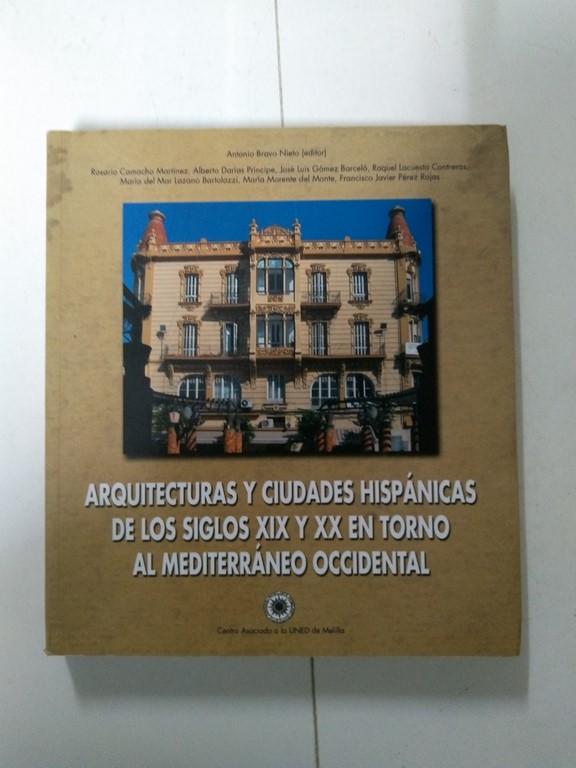 Antonio Bravo Nieto (editor)
Rosario Camacho Martínez, Alberto Darias Príncipe, José Luis Gómez Barceló, Raquel Lacuesta Contreras,
María del Mar Lozano Bartolozzi, María Morente del Monte, Francisco Javier Pérez Rojas
ARQUITECTURAS Y CIUDADES HISPÁNICAS
DE LOS SIGLOS XIX Y XX EN TORNO
AL MEDITERRÁNEO OCCIDENTAL
Centro Asociado a la UNED de Melilla